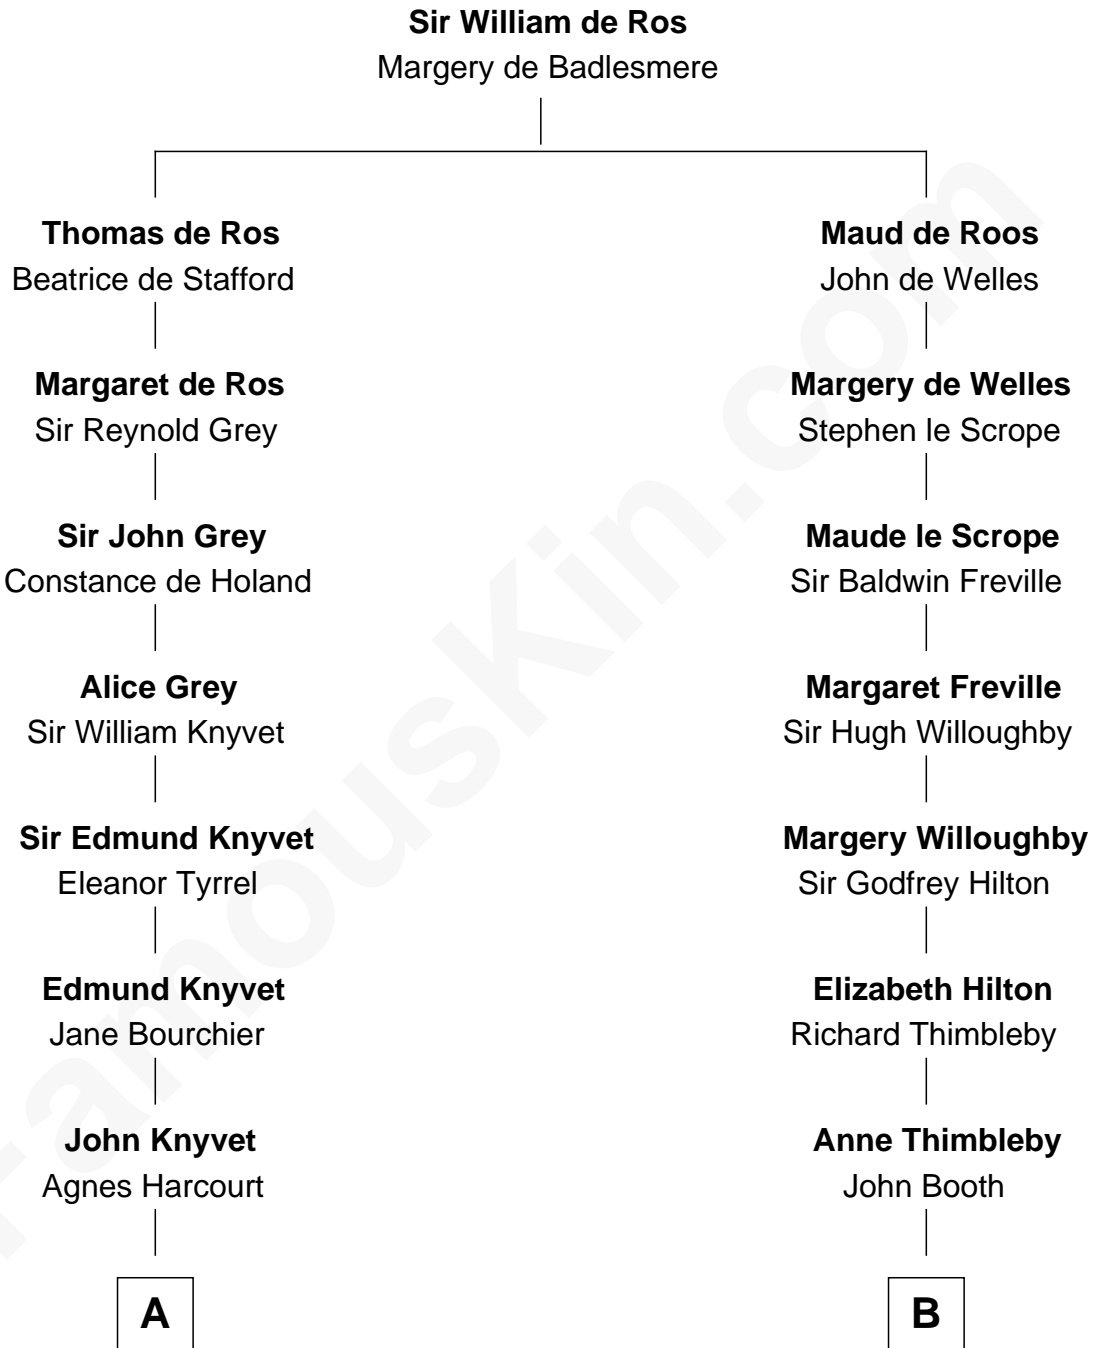 Sir William de Ros
Margery de Badlesmere
Thomas de Ros
Beatrice de Stafford
Margaret de Ros
Sir Reynold Grey
Sir John Grey
Constance de Holand
Alice Grey
Sir William Knyvet
Sir Edmund Knyvet
Eleanor Tyrrel
Edmund Knyvet
Jane Bourchier
John Knyvet
Agnes Harcourt
A
Maud de Roos
John de Welles
Margery de Welles
Stephen le Scrope
Maude le Scrope
Sir Baldwin Freville
Margaret Freville
Sir Hugh Willoughby
Margery Willoughby
Sir Godfrey Hilton
Elizabeth Hilton
Richard Thimbleby
Anne Thimbleby
John Booth
B
FamousKin.com